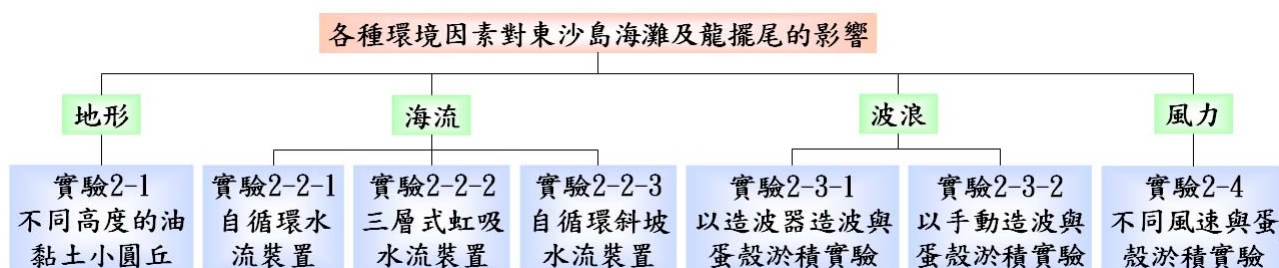 各種環境因素對東沙島海灘及龍擺尾的影響
地形
海流
波浪
風力
實驗2-1
不同高度的油
黏土小圓丘
實驗2-2-1
自循環水
流裝置
實驗2-2-2
三層式虹吸
水流裝置
實驗2-2-3
自循環斜坡
水流裝置
實驗2-3-1
以造波器造波與
蛋殼淤積實驗
實驗2-3-2
以手動造波與
蛋殼淤積實驗
實驗2-4
不同風速與蛋
殼淤積實驗